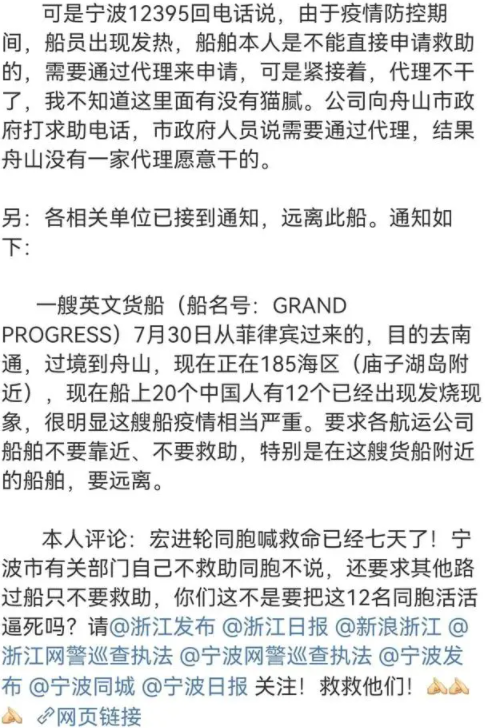 可是宁波12395回电话说，由于疫情防控期
间，船员出现发热，船舶本人是不能直接申请救助
的，需要通过代理来申请，可是紧接着，代理不干
了，我不知道这里面有没有猫腻。公司向舟山市政
府打求助电话，市政府人员说需要通过代理，结果
舟山没有一家代理愿意干的。
另：各相关单位已接到通知，远离此船。通知如
下：
一艘英文货船（船名号：GRAND
PROGRESS）7月30日从菲律宾过来的，目的去南
通，过境到舟山，现在正在185海区（庙子湖岛附
近），现在船上20个中国人有12个已经出现发烧现
象，很明显这艘船疫情相当严重。要求各航运公司
船舶不要靠近、不要救助，特别是在这艘货船附近
的船舶，要远离。
本人评论：宏进轮同胞喊救命已经七天了！宁
波市有关部门自己不救助同胞不说，还要求其他路
过船只不要救助，你们这不是要把这12名同胞活活
逼死吗？请@浙江发布 @浙江日报 @新浪浙江 @
浙江网警巡查执法 @宁波网警巡查执法 @宁波发
布 @宁波同城 @宁波日报 关注！救救他们！🙏🙏
🙏 🔗网页链接